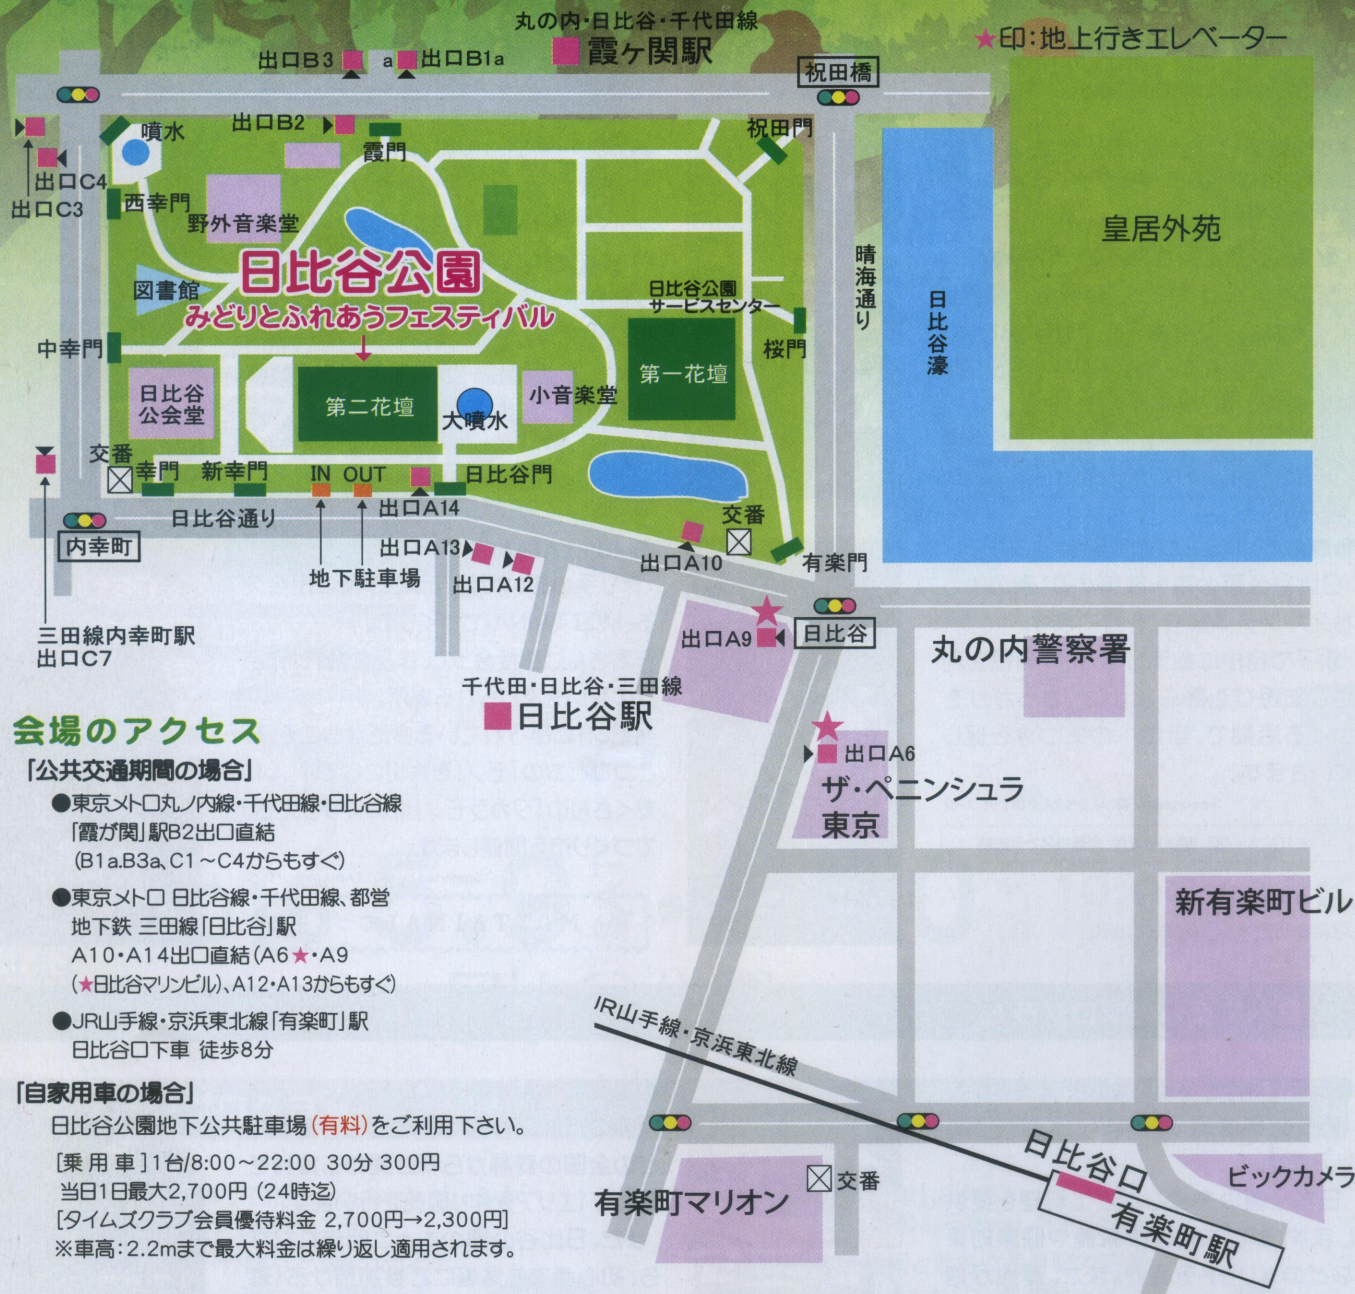 丸の内・日比谷・千代田線
霞ヶ関駅
★印:地上行きエレベーター
出口B3
a
出口B1a
祝田橋
出口B2
噴水
霞門
祝田門
出口C4
出口C3
西幸門
野外音楽堂
皇居外苑
晴海通り
日比谷濠
日比谷公園
みどりとふれあうフェスティバル
図書館
日比谷公園
サービスセンター
中幸門
桜門
第一花壇
日比谷
公会堂
第二花壇
大噴水
小音楽堂
交番
幸門
新幸門
IN
OUT
日比谷門
出口A14
日比谷通り
交番
内幸町
出口A13
出口A12
地下駐車場
出口A10
有楽門
三田線内幸町駅
出口C7
出口A9
日比谷
丸の内警察署
千代田・日比谷・三田線
日比谷駅
出口A6
ザ・ペニンシュラ
東京
会場のアクセス
「公共交通期間の場合」
●東京メトロ丸ノ内線・千代田線・日比谷線
「霞が関」駅B2出口直結
(B1a.B3a、C1～C4からもすぐ)
●東京メトロ 日比谷線・千代田線、都営
地下鉄 三田線「日比谷」駅
A10・A14出口直結(A6★・A9
(★日比谷マリンビル)、A12・A13からもすぐ)
●JR山手線・京浜東北線「有楽町」駅
日比谷口下車 徒歩8分
「自家用車の場合」
日比谷公園地下公共駐車場(有料)をご利用下さい。
[乗用車]1台/8:00～22:00 30分 300円
当日1日最大2,700円 (24時迄)
[タイムズクラブ会員優待料金 2,700円→2,300円]
※車高:2.2mまで最大料金は繰り返し適用されます。
新有楽町ビル
JR山手線・京浜東北線
日比谷口
有楽町駅
ビックカメラ
有楽町マリオン
交番